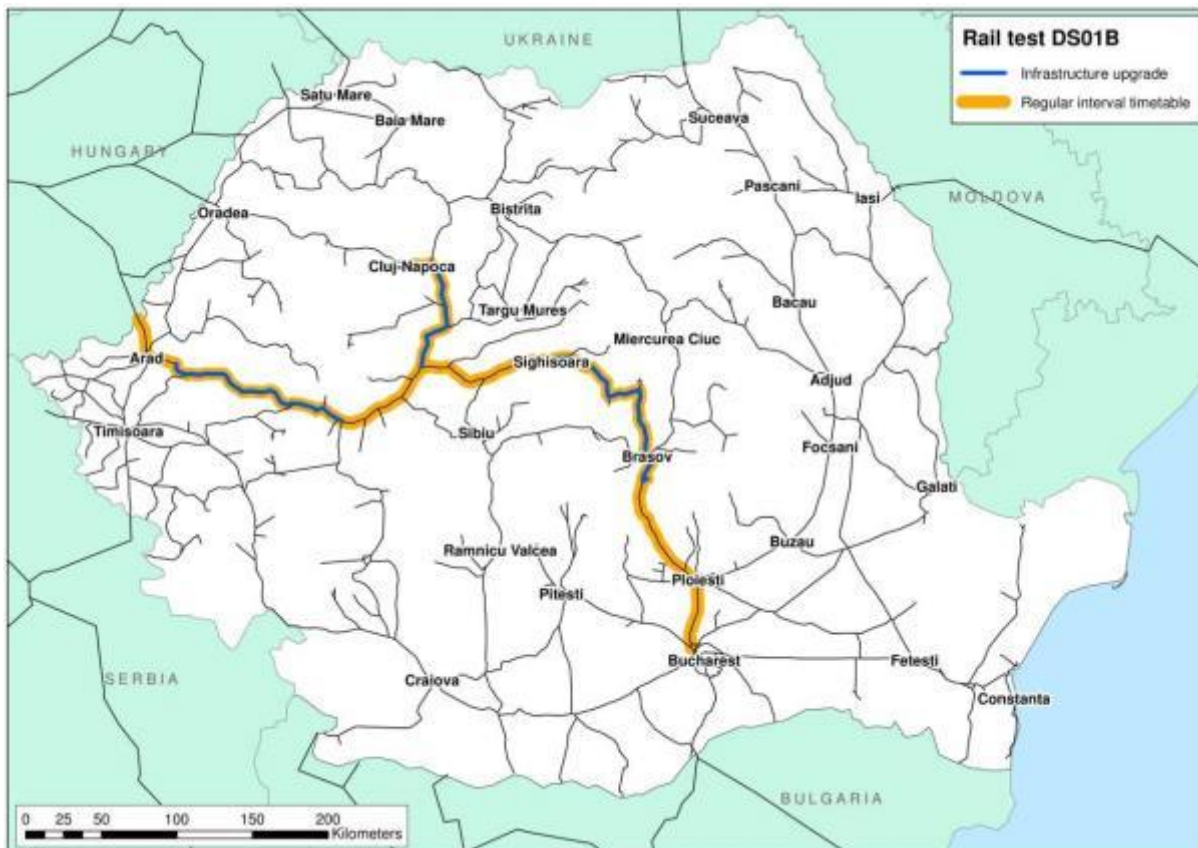 UKRAINE
Rail test DS01B
Infrastructure upgrade
Regular interval timetable
Satu Mare
Baia Mare
Suceava
HUNGARY
Pascani
Iasi
MOLDOVA
Oradea
Bistrita
Cluj-Napoca
Targu Mures
Bacau
Miercurea Ciuc
Arad
Sighisoara
Adjud
Timisoara
Sibiu
Focsani
Brasov
Galati
Buzau
Ramnicu Valcea
Ploiesti
Pitesti
Bucharest
Fetesti
SERBIA
Craiova
Constanta
BULGARIA
0 25 50 100 150 200
Kilometers